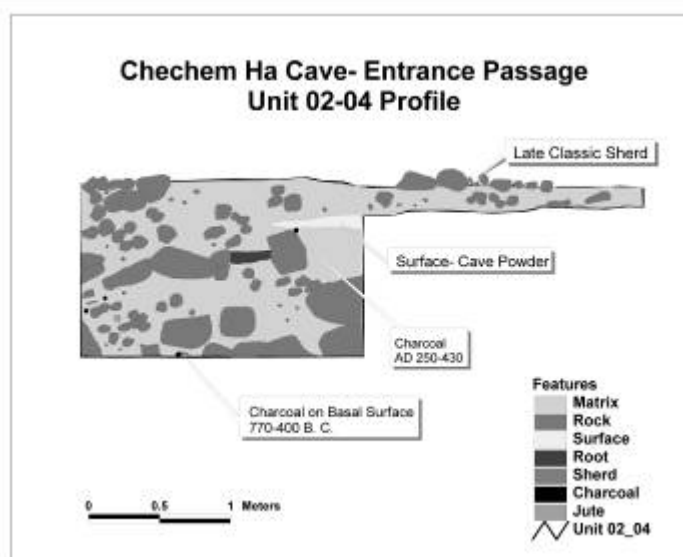 Chechem Ha Cave- Entrance Passage
Unit 02-04 Profile
Late Classic Sherd
Surface- Cave Powder
Charcoal
AD 250-430
Charcoal on Basal Surface
770-400 B. C.
Features
Matrix
Rock
Surface
Root
Sherd
Charcoal
Jute
Unit 02_04
0 0.5 1 Meters